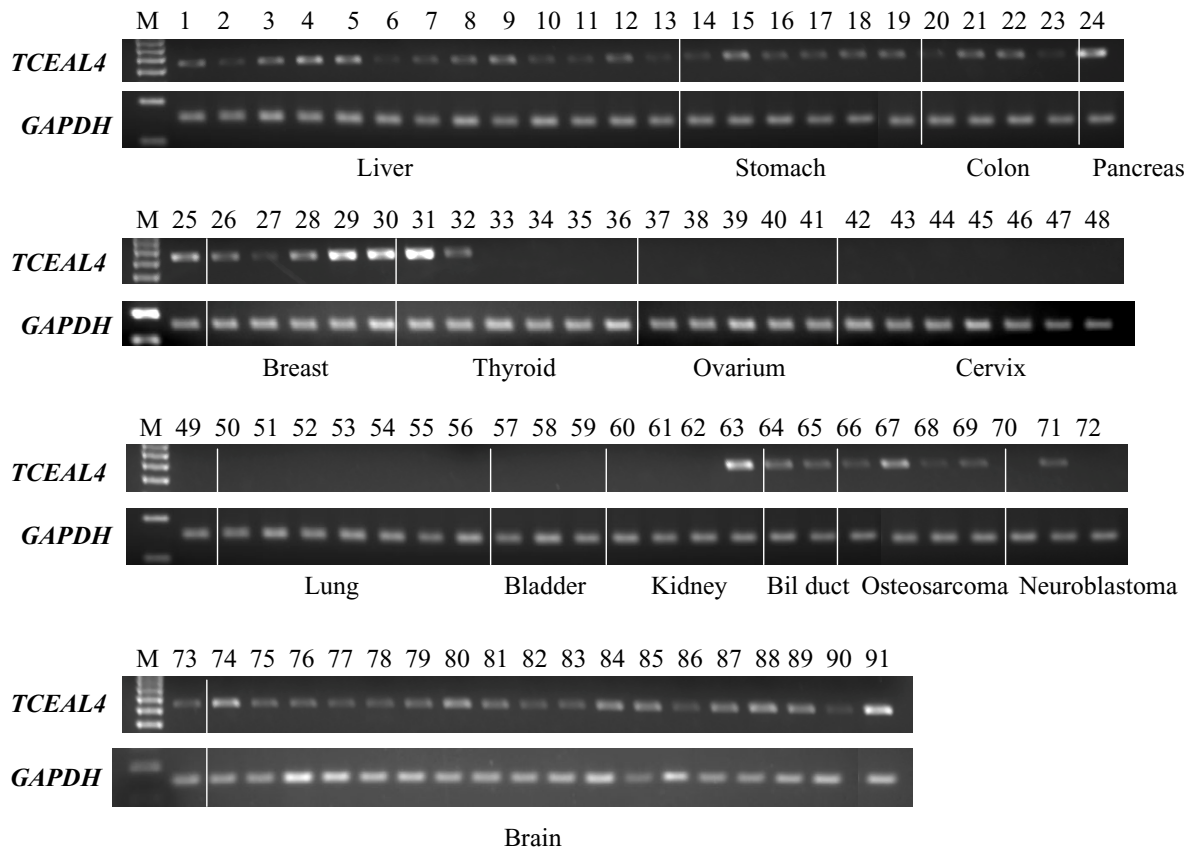 M 1 2 3 4 5 6 7 8 9 10 11 12 13 14 15 16 17 18 19 20 21 22 23 24
TCEAL4
GAPDH
Liver Stomach Colon Pancreas
M 25 26 27 28 29 30 31 32 33 34 35 36 37 38 39 40 41 42 43 44 45 46 47 48
TCEAL4
GAPDH
Breast Thyroid Ovarium Cervix
M 49 50 51 52 53 54 55 56 57 58 59 60 61 62 63 64 65 66 67 68 69 70 71 72
TCEAL4
GAPDH
Lung Bladder Kidney Bil duct Osteosarcoma Neuroblastoma
M 73 74 75 76 77 78 79 80 81 82 83 84 85 86 87 88 89 90 91
TCEAL4
GAPDH
Brain